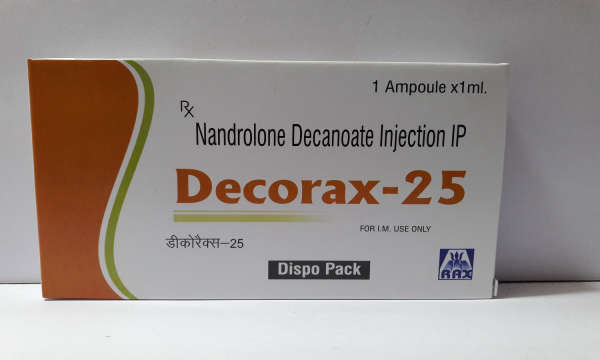 1 Ampoule x1ml.
Rx
Nandrolone Decanoate Injection IP
Decorax-25
FOR I.M. USE ONLY
डीकोरैक्स–25
Dispo Pack
RAX